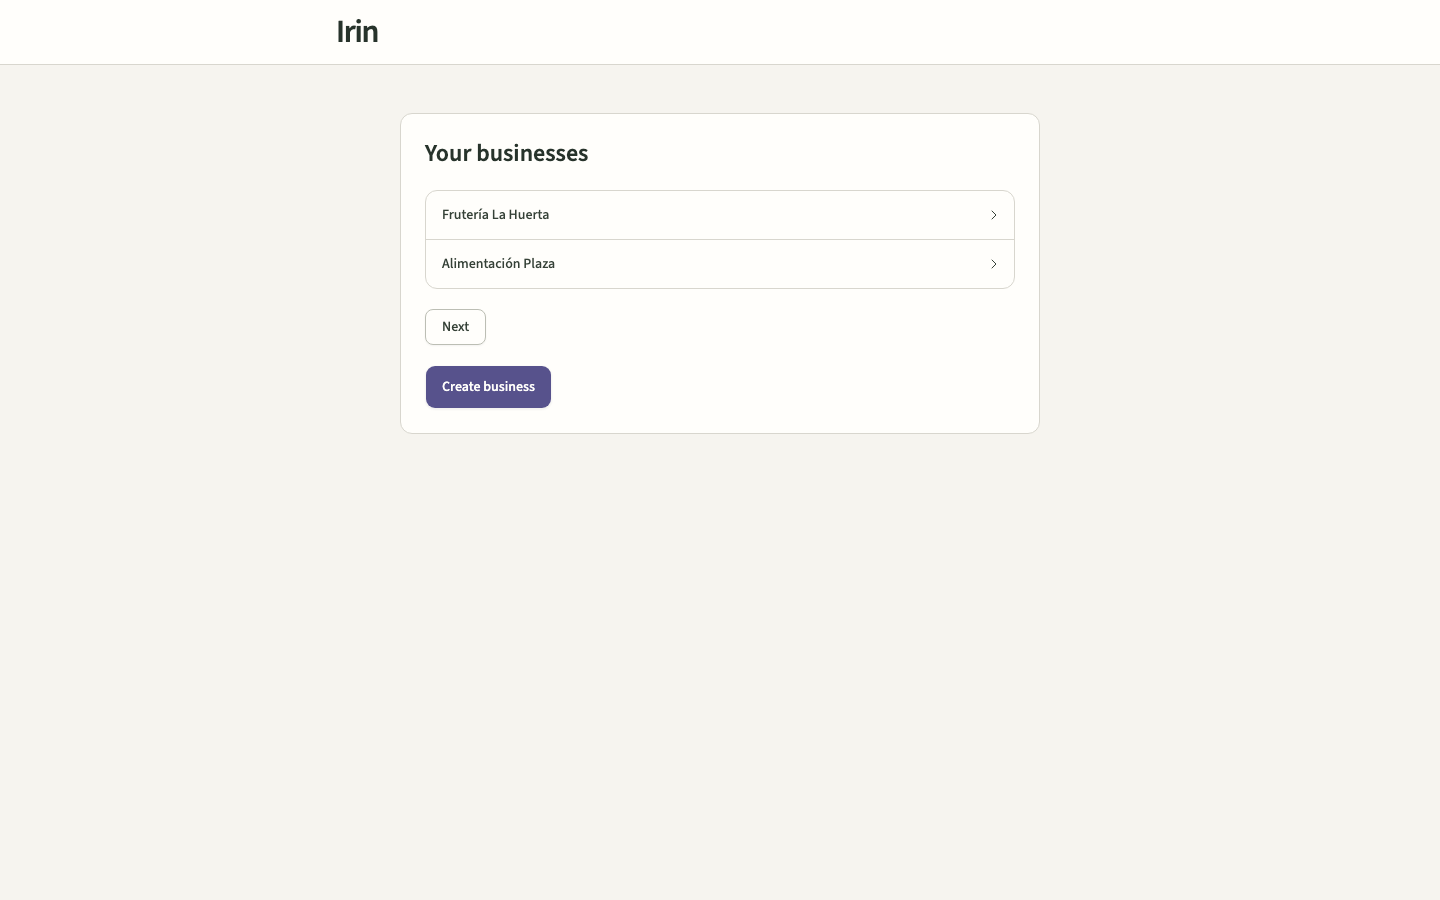 Irin
Your businesses
Frutería La Huerta
Alimentación Plaza
Next
Create business